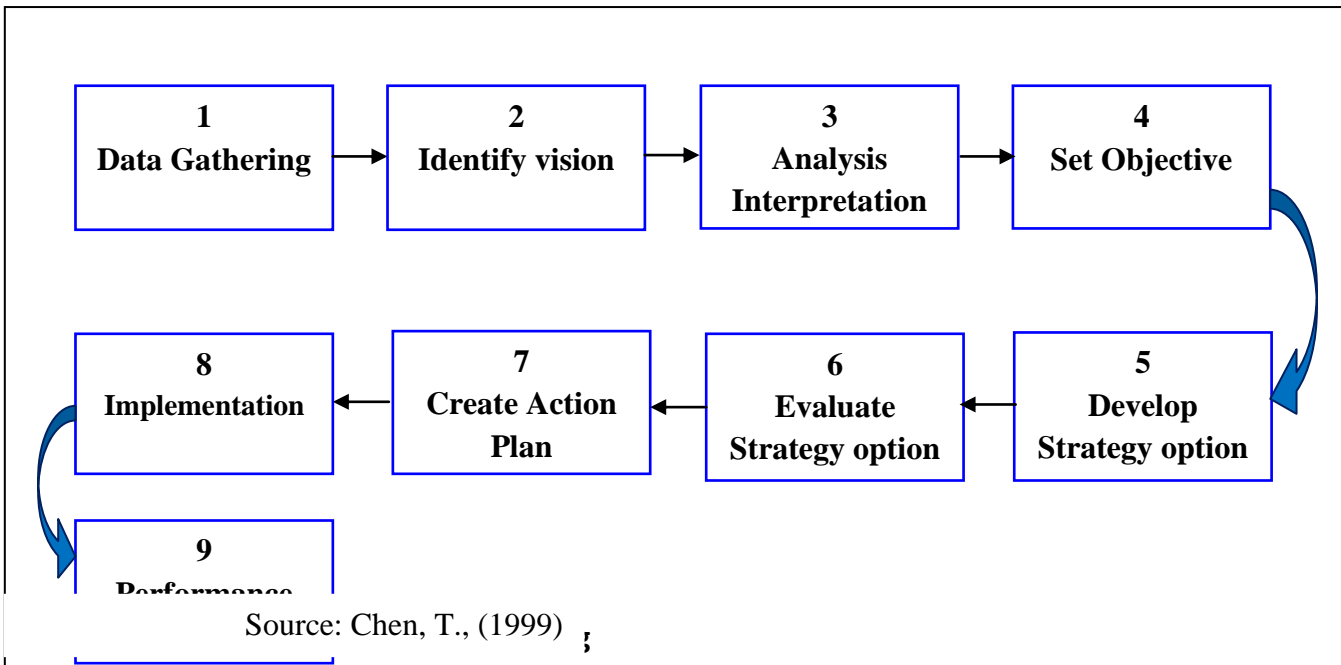 1
Data Gathering
2
Identify vision
3
Analysis
Interpretation
4
Set Objective
5
Develop
Strategy option
6
Evaluate
Strategy option
7
Create Action
Plan
8
Implementation
9
Performance
Source: Chen, T., (1999)